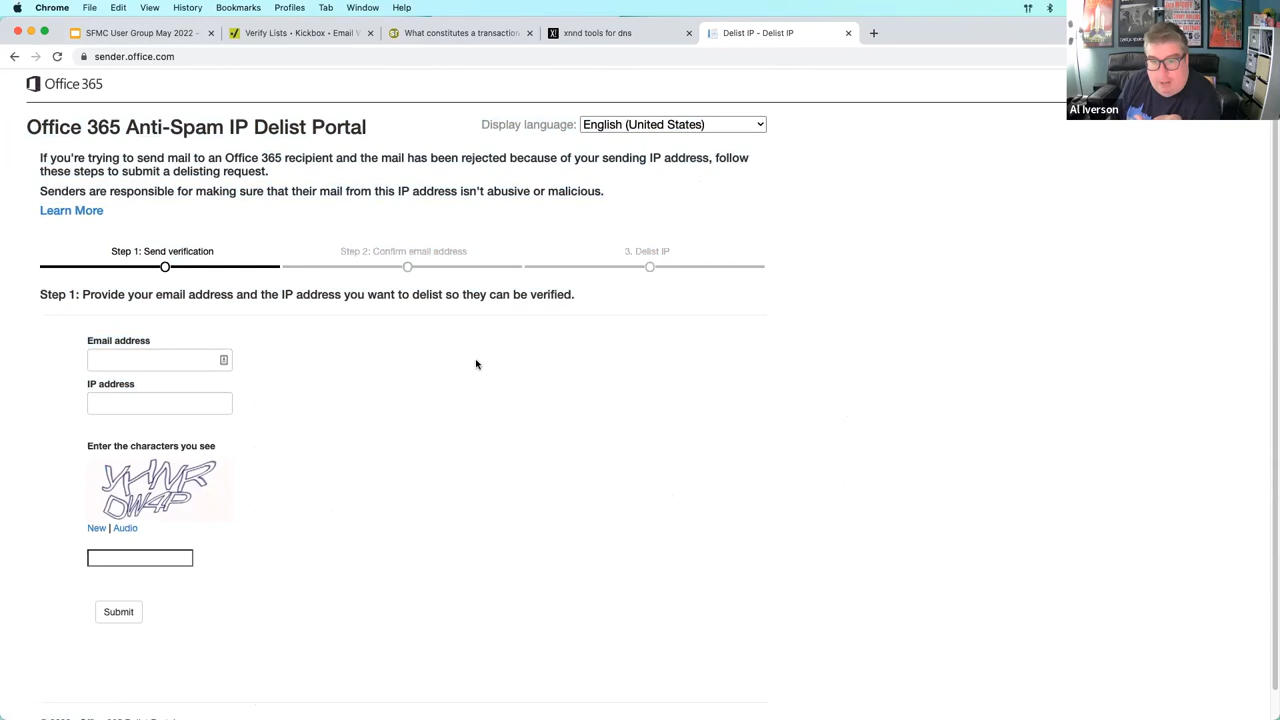 Chrome File Edit View History Bookmarks Profiles Tab Window Help
SFMC User Group May 2022 - Verify Lists • Kickbox • Email V What constitutes a transaction xnnd tools for dns Delist IP - Delist IP
sender.office.com
Al Iverson
Office 365
Office 365 Anti-Spam IP Delist Portal
Display language: English (United States)
If you're trying to send mail to an Office 365 recipient and the mail has been rejected because of your sending IP address, follow
these steps to submit a delisting request.
Senders are responsible for making sure that their mail from this IP address isn't abusive or malicious.
Learn More
Step 1: Send verification Step 2: Confirm email address 3. Delist IP
Step 1: Provide your email address and the IP address you want to delist so they can be verified.
Email address
IP address
Enter the characters you see
New | Audio
Submit